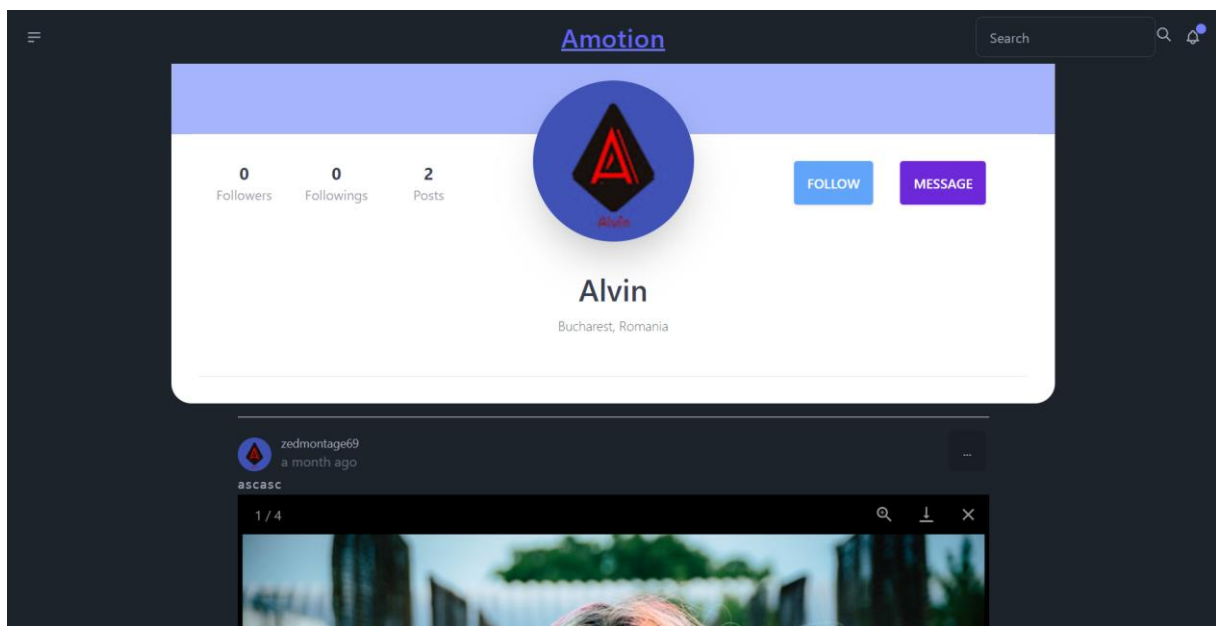 Amotion
Search
0 0 2
Followers Followings Posts
FOLLOW MESSAGE
A
Alvin
Alvin
Bucharest, Romania
zedmontage69
a month ago
...
ascasc
1 / 4